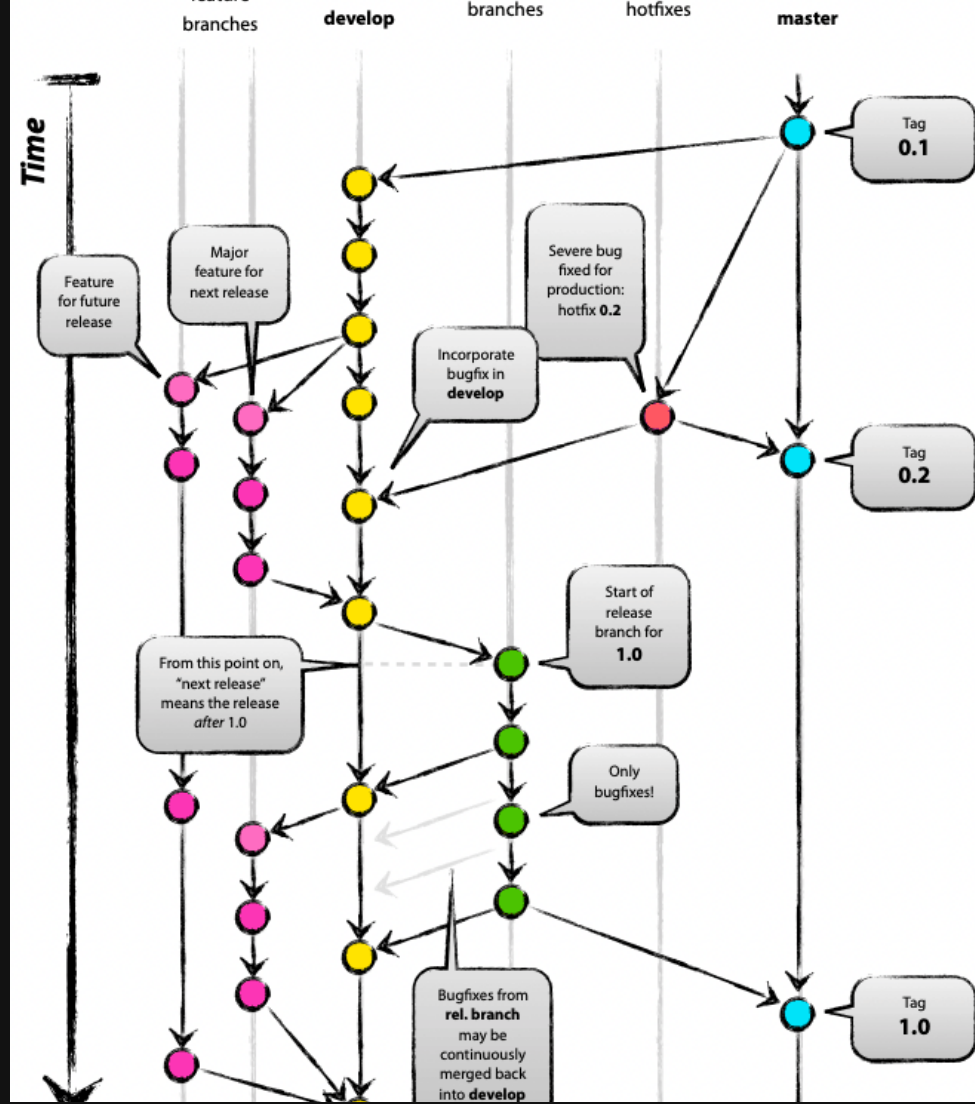 branches
develop
branches
hotfixes
master
Time
Tag
0.1
Major
feature for
next release
Severe bug
fixed for
production:
hotfix 0.2
Feature
for future
release
Incorporate
bugfix in
develop
Tag
0.2
Start of
release
branch for
1.0
From this point on,
“next release”
means the release
after 1.0
Only
bugfixes!
Bugfixes from
rel. branch
may be
continuously
merged back
into develop
Tag
1.0